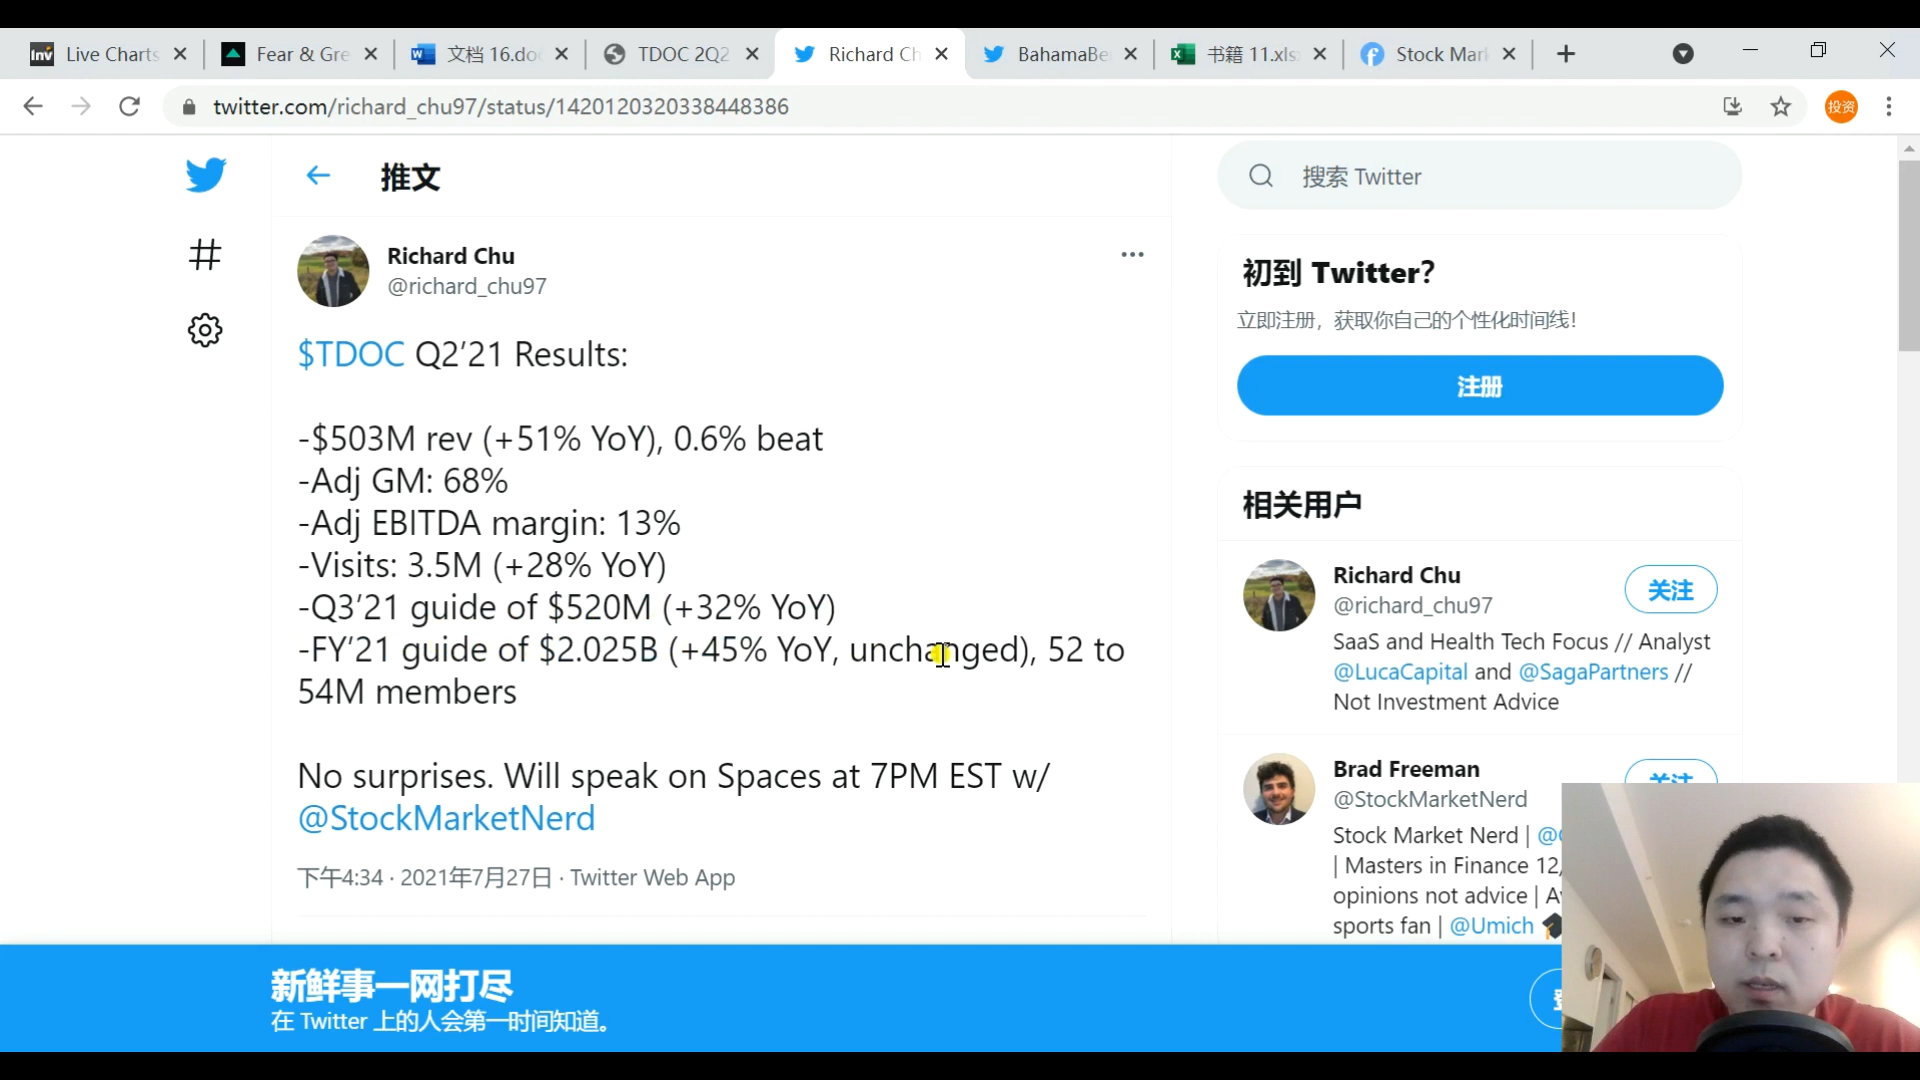 Live Charts
Fear & Gre
文档 16.do
TDOC 2Q2
Richard Ch
BahamaBe
书籍 11.xls
Stock Mar
twitter.com/richard_chu97/status/1420120320338448386
投资
推文
搜索 Twitter
Richard Chu
@richard_chu97
$TDOC Q2’21 Results:
-$503M rev (+51% YoY), 0.6% beat
-Adj GM: 68%
-Adj EBITDA margin: 13%
-Visits: 3.5M (+28% YoY)
-Q3’21 guide of $520M (+32% YoY)
-FY’21 guide of $2.025B (+45% YoY, unchanged), 52 to
54M members
No surprises. Will speak on Spaces at 7PM EST w/
@StockMarketNerd
下午4:34 · 2021年7月27日 · Twitter Web App
初到 Twitter？
立即注册，获取你自己的个性化时间线！
注册
相关用户
Richard Chu
@richard_chu97
关注
SaaS and Health Tech Focus // Analyst
@LucaCapital and @SagaPartners //
Not Investment Advice
Brad Freeman
@StockMarketNerd
关注
Stock Market Nerd |
| Masters in Finance 12/
opinions not advice |
sports fan | @Umich
新鲜事一网打尽
在 Twitter 上的人会第一时间知道。